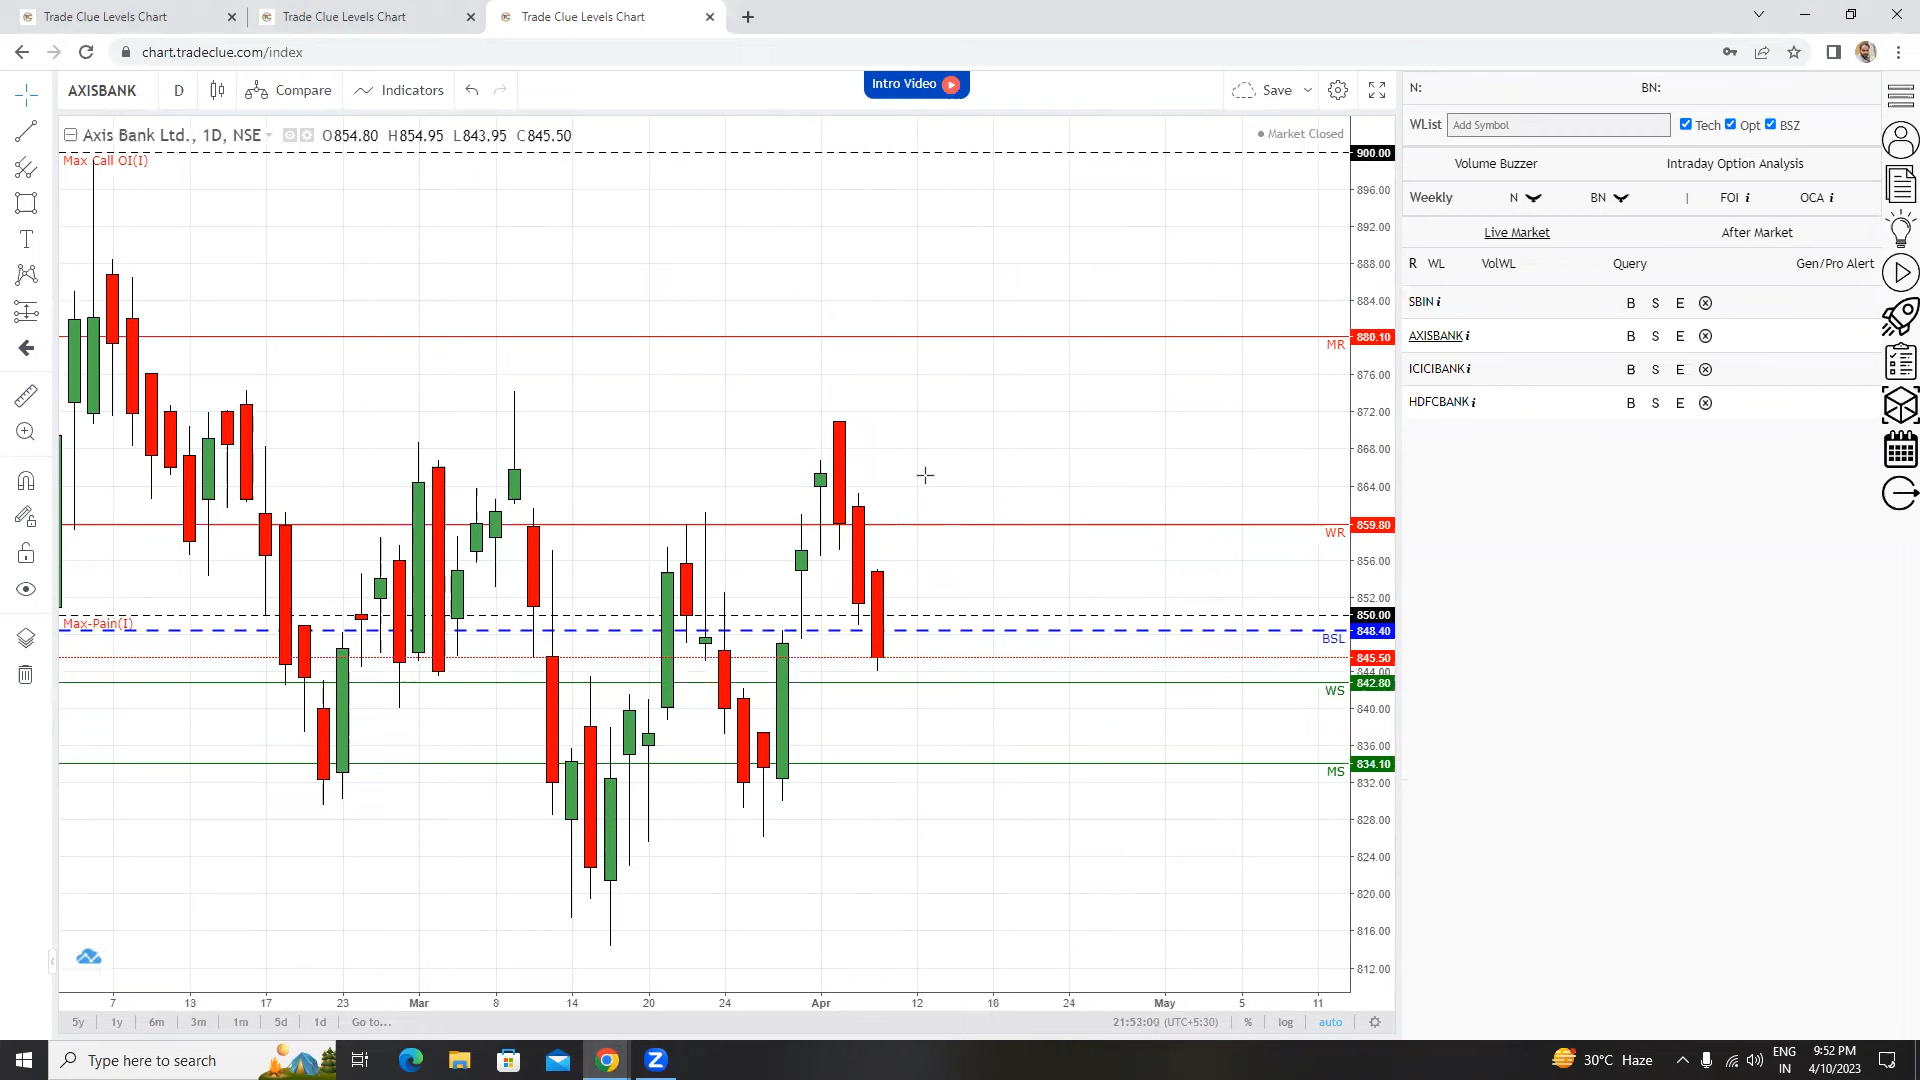 Trade Clue Levels Chart
Trade Clue Levels Chart
Trade Clue Levels Chart
chart.tradeclue.com/index
AXISBANK D Compare Indicators
Intro Video
Save
Axis Bank Ltd., 1D, NSE O854.80 H854.95 L843.95 C845.50
Market Closed
Max Call OI(I)
900.00
896.00
892.00
888.00
884.00
880.10
MR
876.00
872.00
868.00
864.00
859.80
WR
856.00
852.00
850.00
Max-Pain(I)
848.40
BSL
845.50
844.00
842.80
WS
840.00
836.00
834.10
MS
832.00
828.00
824.00
820.00
816.00
812.00
7 13 17 23 Mar 8 14 20 24 Apr 12 18 24 May 5 11
5y 1y 6m 3m 1m 5d 1d Go to...
21:53:00 (UTC+5:30) % log auto
N: BN:
WList Add Symbol Tech Opt BSZ
Volume Buzzer Intraday Option Analysis
Weekly N BN | FOI i OCA i
Live Market After Market
R WL VolWL Query Gen/Pro Alert
SBIN i B S E
AXISBANK i B S E
ICICIBANK i B S E
HDFCBANK i B S E
Type here to search
30°C Haze
ENG
IN
9:52 PM
4/10/2023